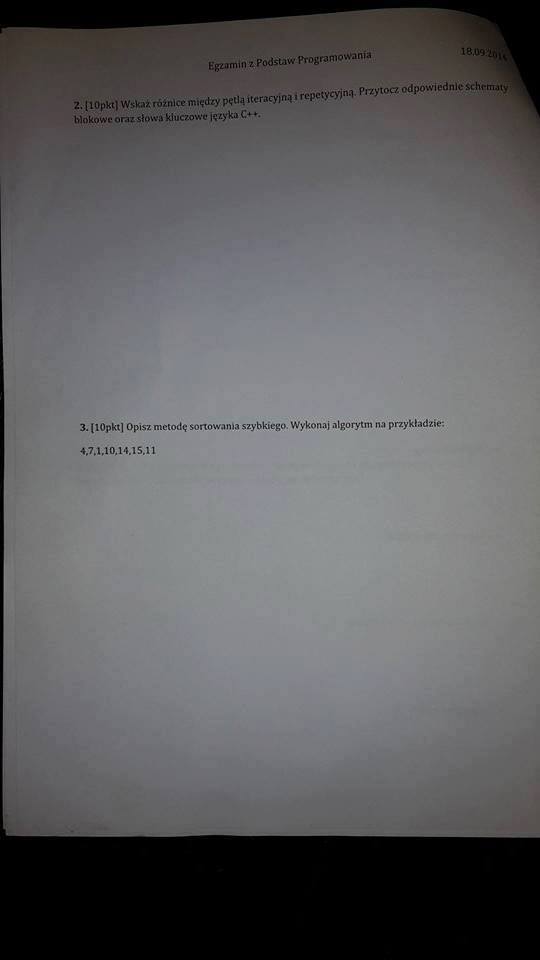 Egzamin z Podstaw Programowania 18.09.2014
2. [10pkt] Wskaż różnice między pętlą iteracyjną i repetycyjną. Przytocz odpowiednie schematy
blokowe oraz słowa kluczowe języka C++.
3. [10pkt] Opisz metodę sortowania szybkiego. Wykonaj algorytm na przykładzie:
4,7,1,10,14,15,11